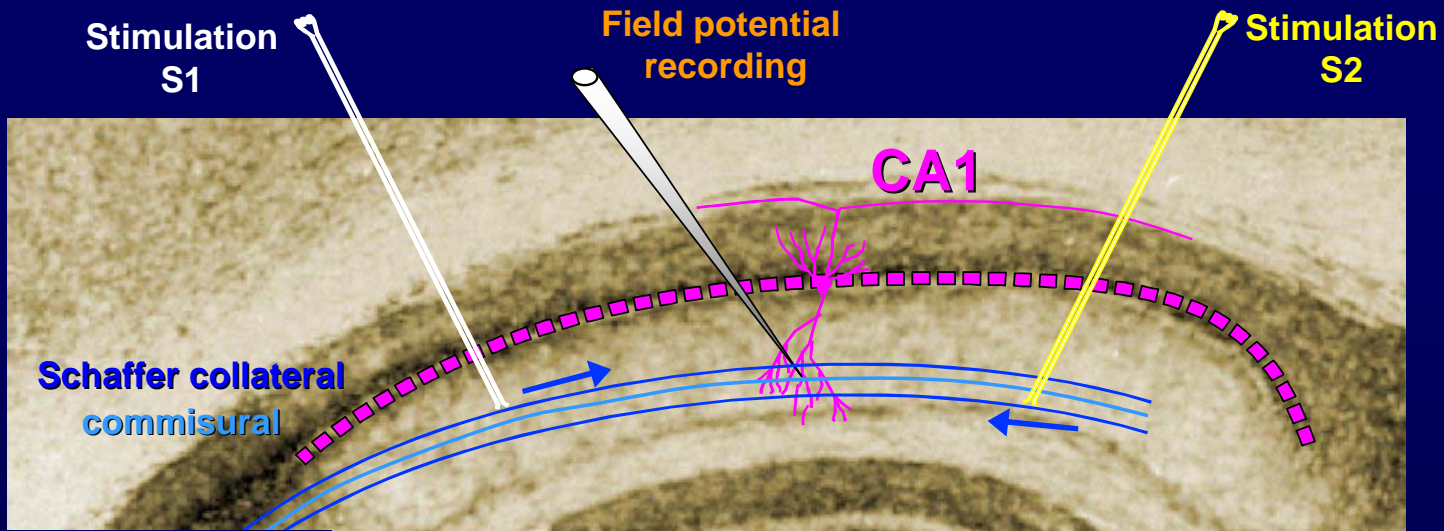 Stimulation
S1
Field potential
recording
Stimulation
S2
CA1
Schaffer collateral
commisural